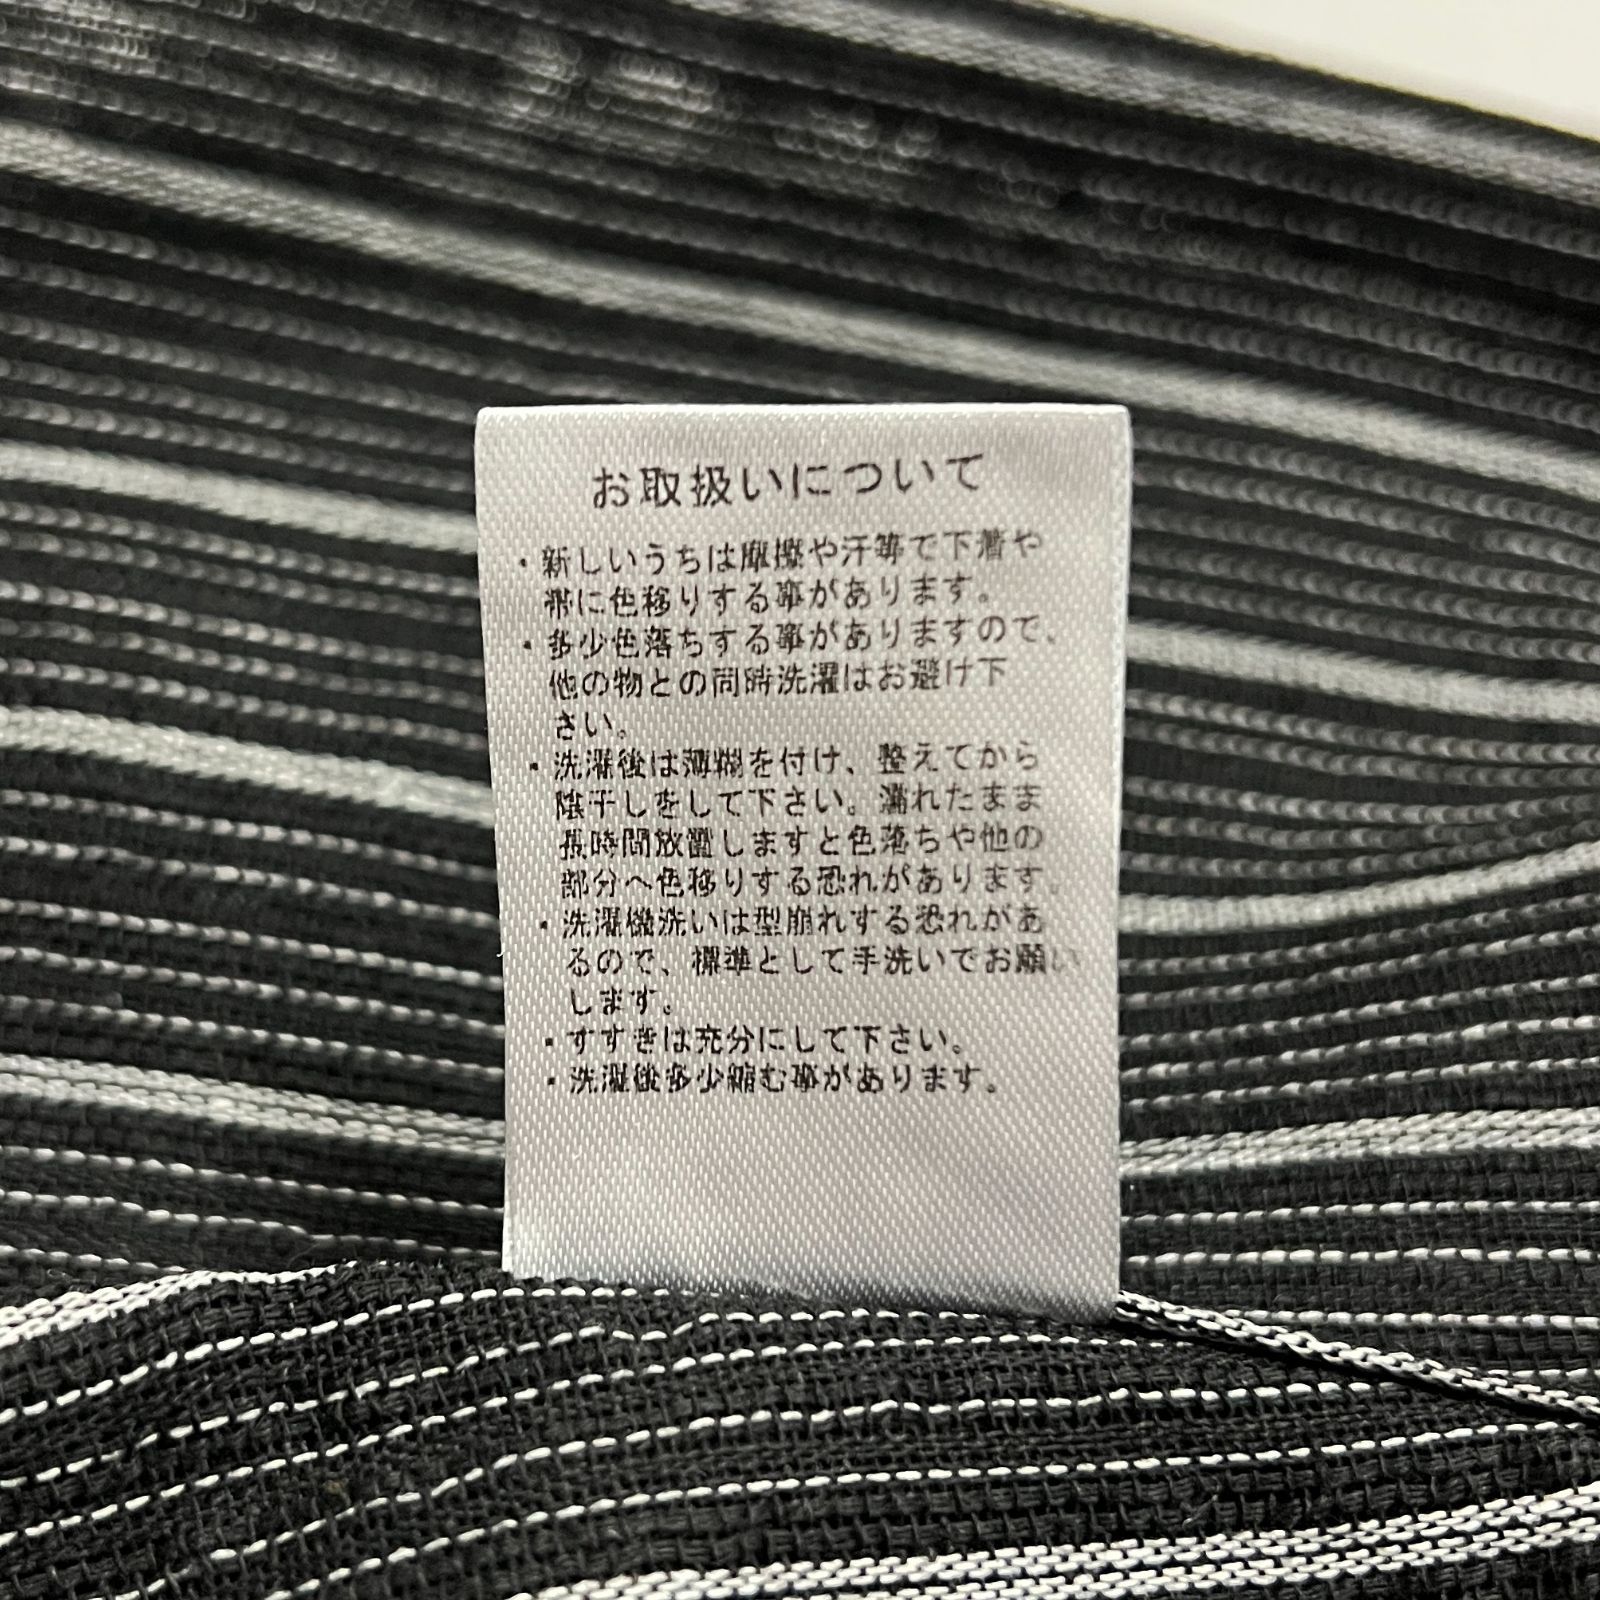 お取扱いについて
・新しいうちは摩擦や汗等で下着や
帯に色移りする事があります。
・多少色落ちする事がありますので、
他の物との同時洗濯はお避け下
さい。
・洗濯後は薄糊を付け、整えてから
陰干しをして下さい。濡れたまま
長時間放置しますと色落ちや他の
部分へ色移りする恐れがあります。
・洗濯機洗いは型崩れする恐れがあ
るので、標準として手洗いでお願い
します。
・すすぎは充分にして下さい。
・洗濯後多少縮む事があります。